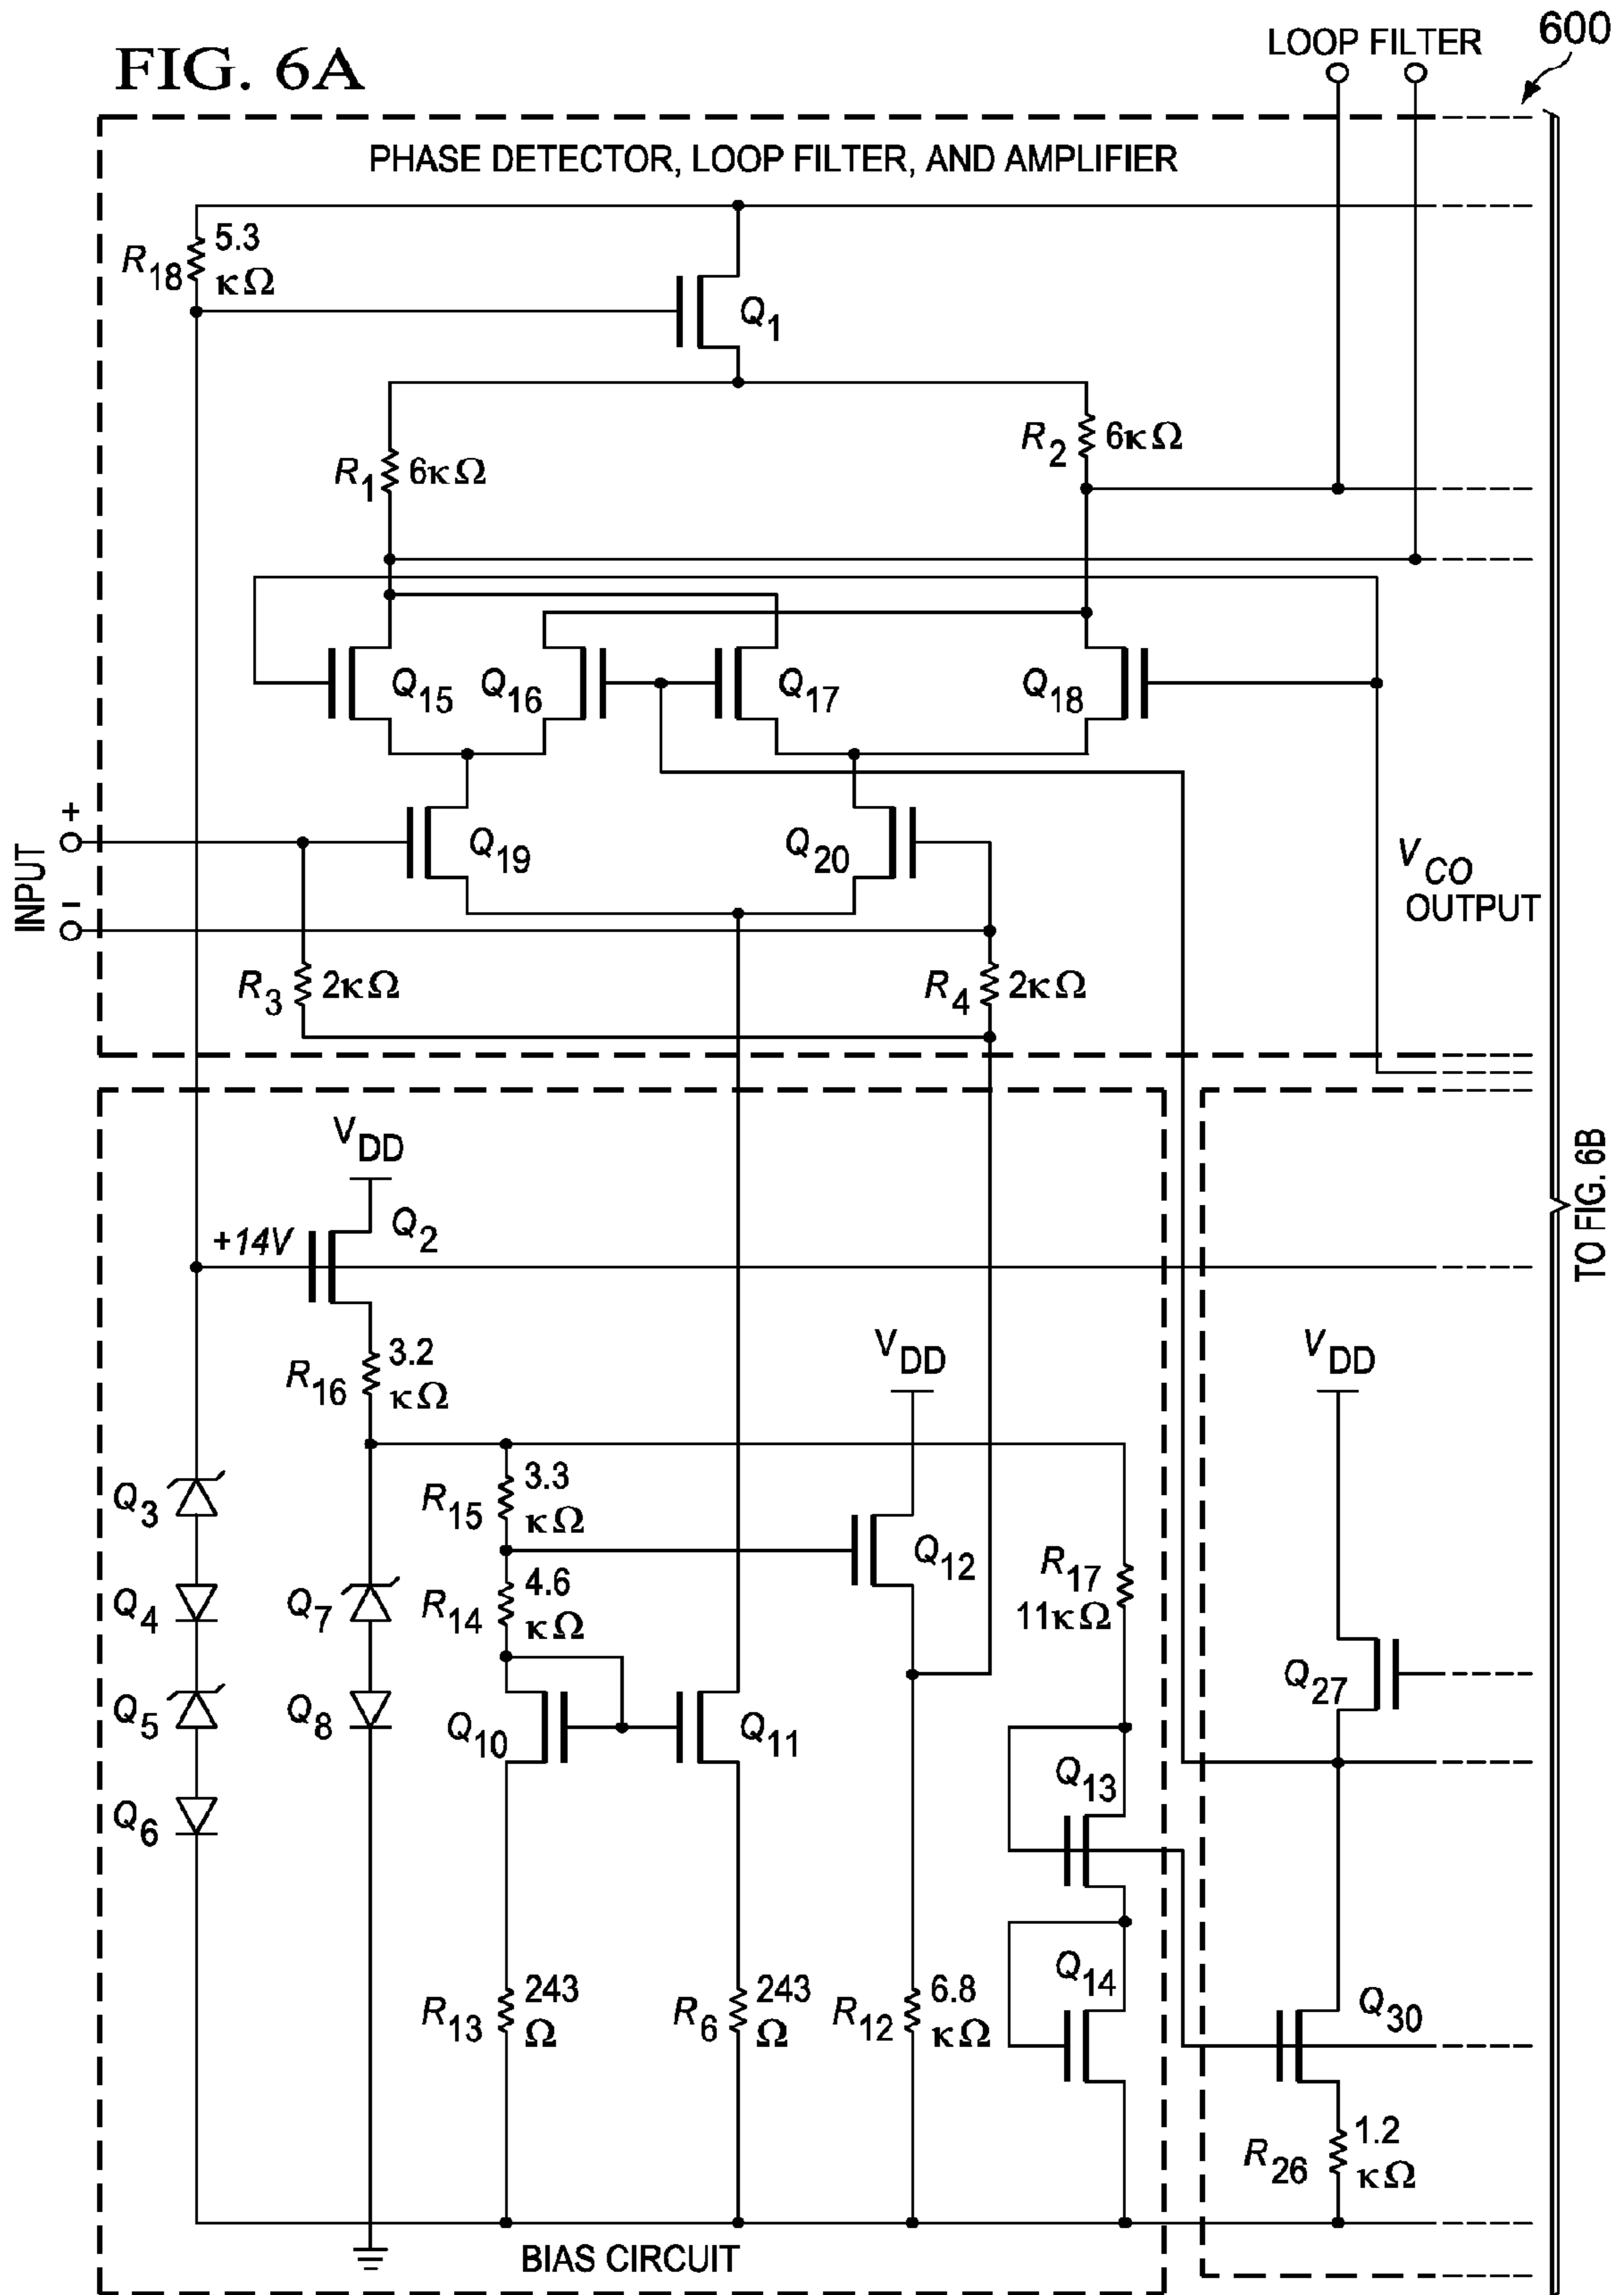 FIG. 6A
LOOP FILTER
600
PHASE DETECTOR, LOOP FILTER, AND AMPLIFIER
R18
5.3
κΩ
Q1
R1
6κΩ
R2
6κΩ
Q15
Q16
Q17
Q18
INPUT
+
-
Q19
Q20
VCO
OUTPUT
R3
2κΩ
R4
2κΩ
VDD
+14V
Q2
TO FIG. 6B
R16
3.2
κΩ
VDD
VDD
Q3
R15
3.3
κΩ
Q12
R17
11κΩ
Q4
Q7
R14
4.6
κΩ
Q27
Q5
Q8
Q10
Q11
Q13
Q6
R13
243
Ω
R6
243
Ω
R12
6.8
κΩ
Q14
Q30
R26
1.2
κΩ
BIAS CIRCUIT